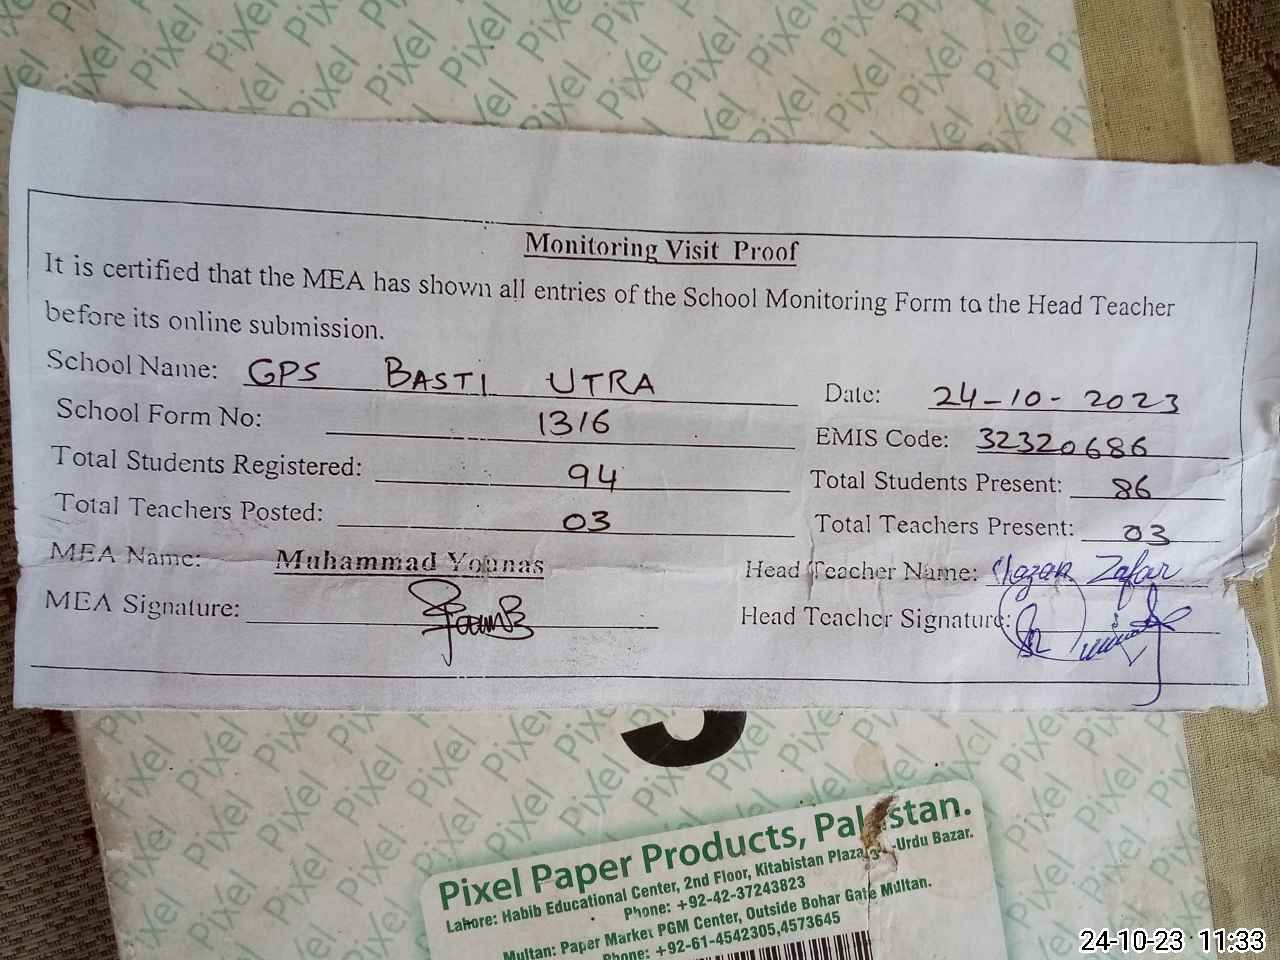 Monitoring Visit Proof
It is certified that the MEA has shown all entries of the School Monitoring Form to the Head Teacher
before its online submission.
School Name: GPS BASTI UTRA Date: 24-10-2023
School Form No: 1316 EMIS Code: 32320686
Total Students Registered: 94 Total Students Present: 86
Total Teachers Posted: 03 Total Teachers Present: 03
MEA Name: Muhammad Younas Head Teacher Name: Zafar
MEA Signature: Head Teacher Signature:
Pixel Paper Products, Pakistan.
Lahore: Habib Educational Center, 2nd Floor, Kitabistan Plaza, -Urdu Bazar.
Phone: +92-42-37243823
Multan: Paper Market PGM Center, Outside Bohar Gate Multan.
Phone: +92-61-4542305,4573645
24-10-23 11:33